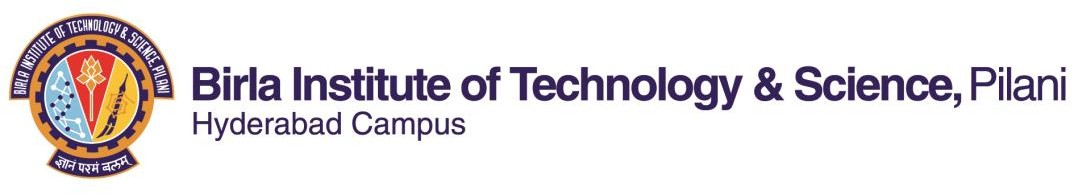 BIRLA INSTITUTE OF TECHNOLOGY & SCIENCE, PILANI
ज्ञानं परमं बलम्
Birla Institute of Technology & Science, Pilani
Hyderabad Campus